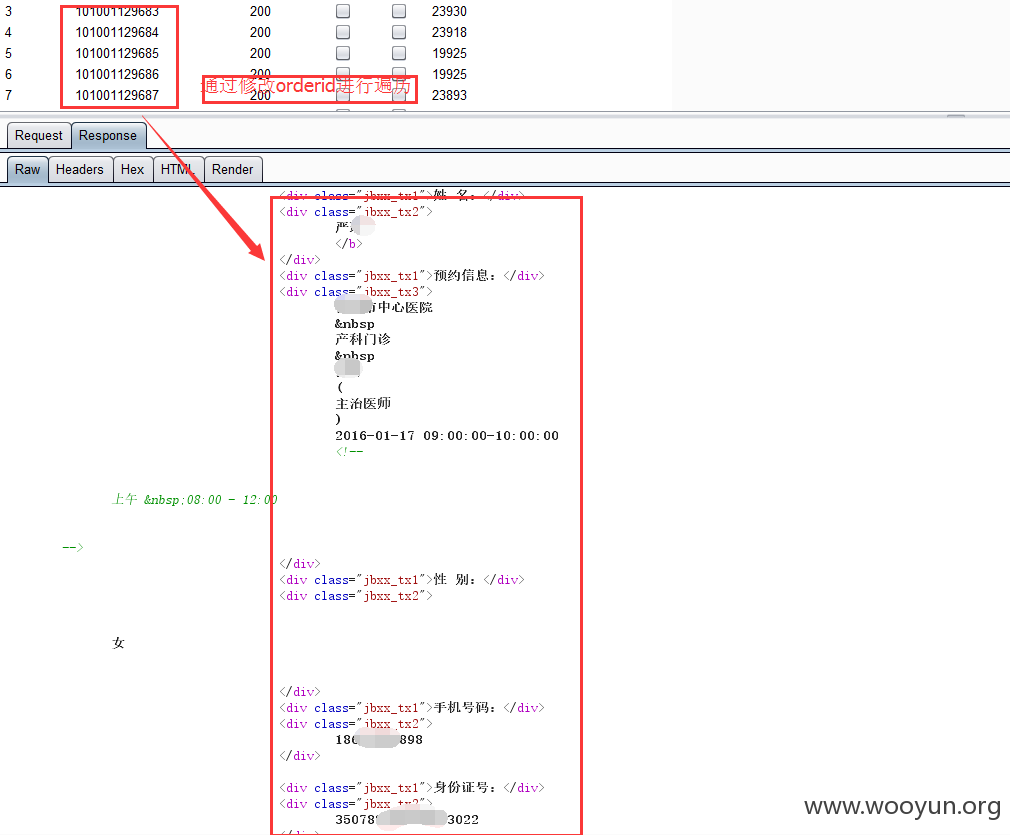 3 101001129683 200 23930
4 101001129684 200 23918
5 101001129685 200 19925
6 101001129686 200 19925
7 101001129687 200 23893
通过修改orderid进行遍历
Request Response
Raw Headers Hex HTML Render
<div class="jbxx_tx1">姓 名：</div>
<div class="jbxx_tx2">
严
</b>
</div>
<div class="jbxx_tx1">预约信息：</div>
<div class="jbxx_tx3">
市中心医院
&nbsp
产科门诊
&nbsp
(
主治医师
)
2016-01-17 09:00:00-10:00:00
<!--
上午 &nbsp;08:00 - 12:00
-->
</div>
<div class="jbxx_tx1">性 别：</div>
<div class="jbxx_tx2">
女
</div>
<div class="jbxx_tx1">手机号码：</div>
<div class="jbxx_tx2">
186 898
</div>
<div class="jbxx_tx1">身份证号：</div>
<div class="jbxx_tx2">
35078 3022
</div>
www.wooyun.org